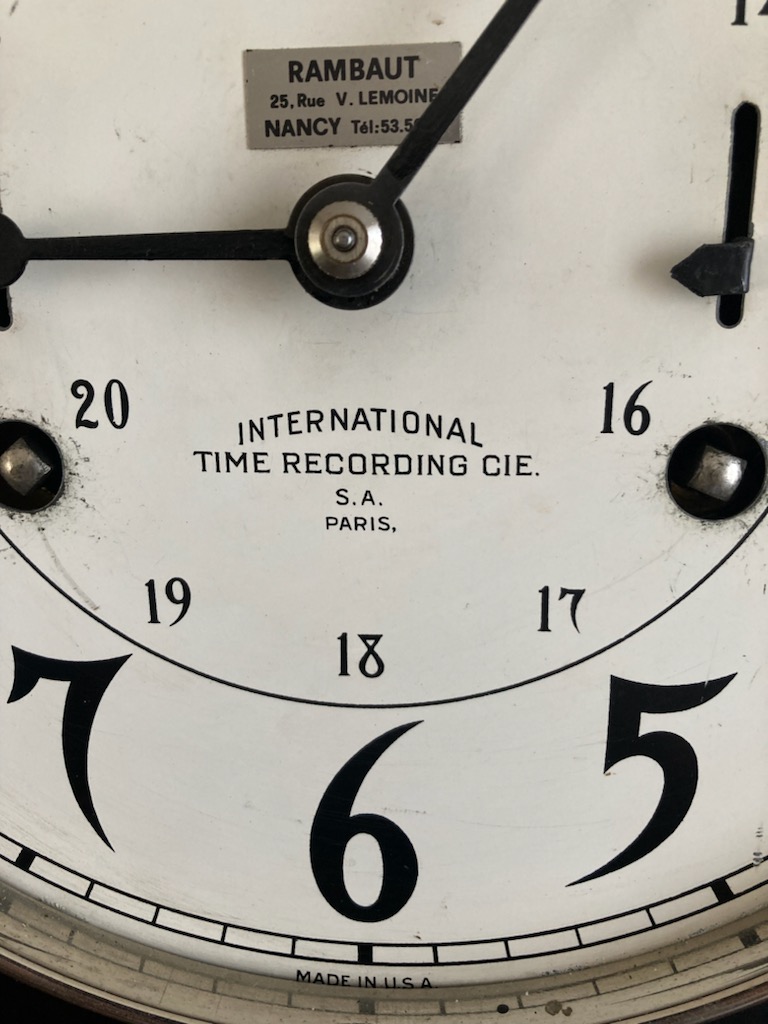 RAMBAUT
25, Rue V. LEMOINE
NANCY Tél:53.5
20
16
INTERNATIONAL
TIME RECORDING CIE.
S.A.
PARIS,
19
17
18
7
5
6
MADE IN U.S.A.